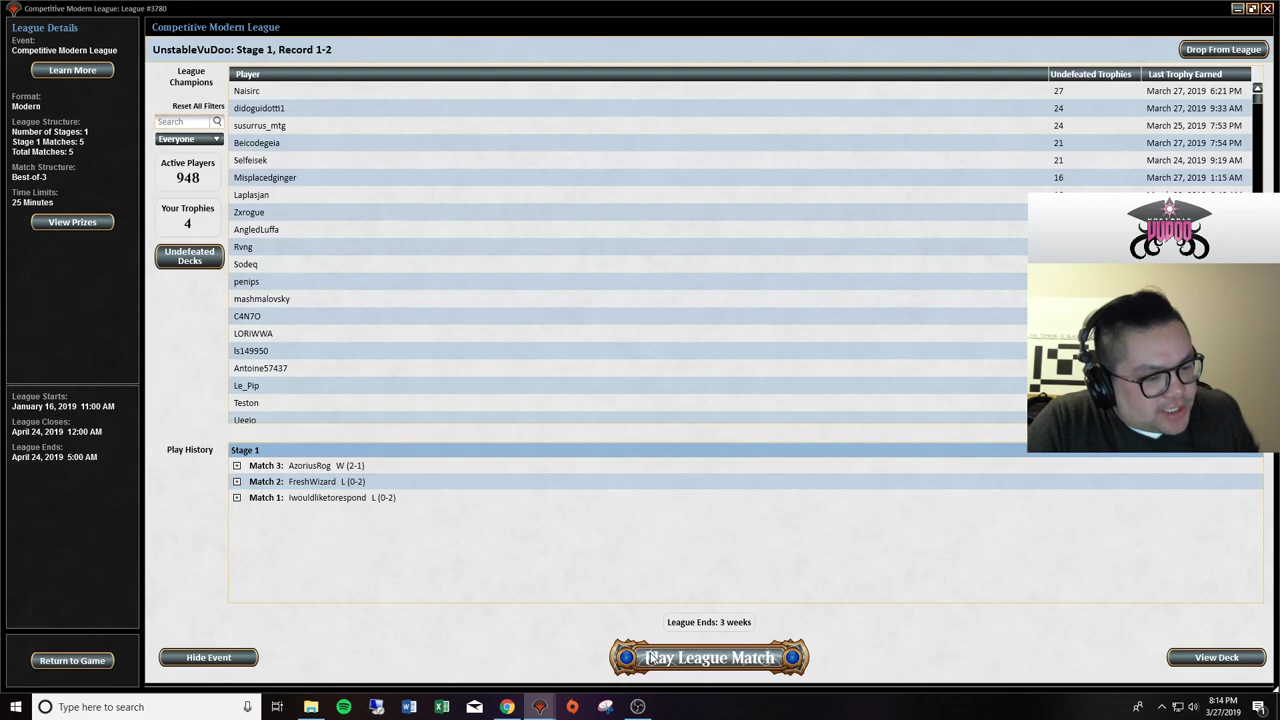 Competitive Modern League: League #3780
League Details
Event:
Competitive Modern League
Learn More
Format:
Modern
League Structure:
Number of Stages: 1
Stage 1 Matches: 5
Total Matches: 5
Match Structure:
Best-of-3
Time Limits:
25 Minutes
View Prizes
League Starts:
January 16, 2019 11:00 AM
League Closes:
April 24, 2019 12:00 AM
League Ends:
April 24, 2019 5:00 AM
Return to Game
Competitive Modern League
UnstableVuDoo: Stage 1, Record 1-2
Drop From League
League
Champions
Reset All Filters
Search
Everyone
Active Players
948
Your Trophies
4
Undefeated
Decks
Player Undefeated Trophies Last Trophy Earned
Naisirc 27 March 27, 2019 6:21 PM
didoguidotti1 24 March 27, 2019 9:33 AM
susurrus_mtg 24 March 25, 2019 7:53 PM
Beicodegeia 21 March 27, 2019 7:54 PM
Selfeisek 21 March 24, 2019 9:19 AM
Misplacedginger 16 March 27, 2019 1:15 AM
Laplasjan
Zxrogue
AngledLuffa
Rvng
Sodeq
penips
mashmalovsky
C4N7O
LORIWWA
ls149950
Antoine57437
Le_Pip
Teston
Uegio
UNSTABLE
VUDOO
Play History
Stage 1
Match 3: AzoriusRog W (2-1)
Match 2: FreshWizard L (0-2)
Match 1: Iwouldliketorespond L (0-2)
League Ends: 3 weeks
Hide Event
Play League Match
View Deck
Type here to search
8:14 PM
3/27/2019